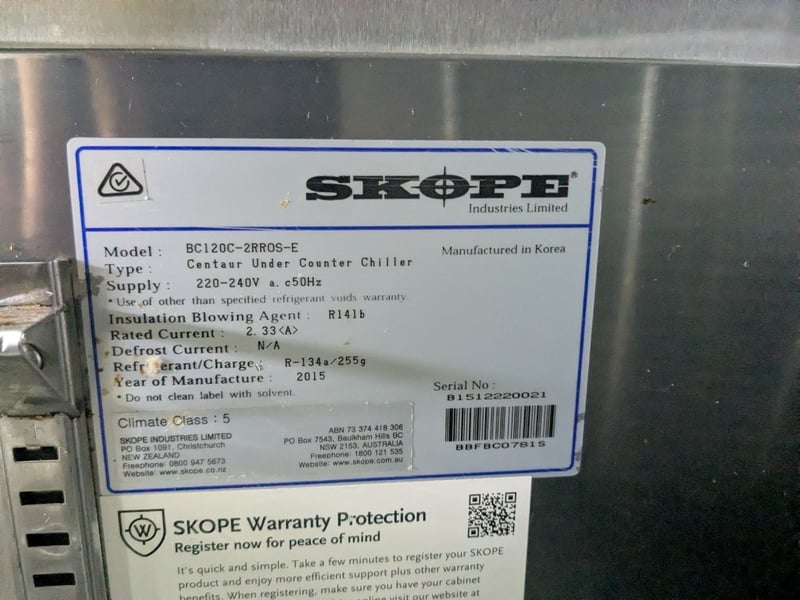 SKOPE®
Industries Limited
Model : BC120C-2RROS-E
Manufactured in Korea
Type : Centaur Under Counter Chiller
Supply : 220-240V a.c50Hz
* Use of other than specified refrigerant voids warranty.
Insulation Blowing Agent : R141b
Rated Current : 2.33<A>
Defrost Current : N/A
Refrigerant/Charge : R-134a/255g
Year of Manufacture : 2015
* Do not clean label with solvent.
Serial No :
B1512220021
BBFBC0781S
Climate Class : 5
SKOPE INDUSTRIES LIMITED
PO Box 1091, Christchurch
NEW ZEALAND
Freephone: 0800 947 5673
Website: www.skope.co.nz
ABN 73 374 418 306
PO Box 7543, Baulkham Hills BC
NSW 2153, AUSTRALIA
Freephone: 1800 121 535
Website: www.skope.com.au
W
SKOPE Warranty Protection
Register now for peace of mind
It's quick and simple. Take a few minutes to register your SKOPE
product and enjoy more efficient support plus other warranty
benefits. When registering, make sure you have your cabinet
online visit our website at